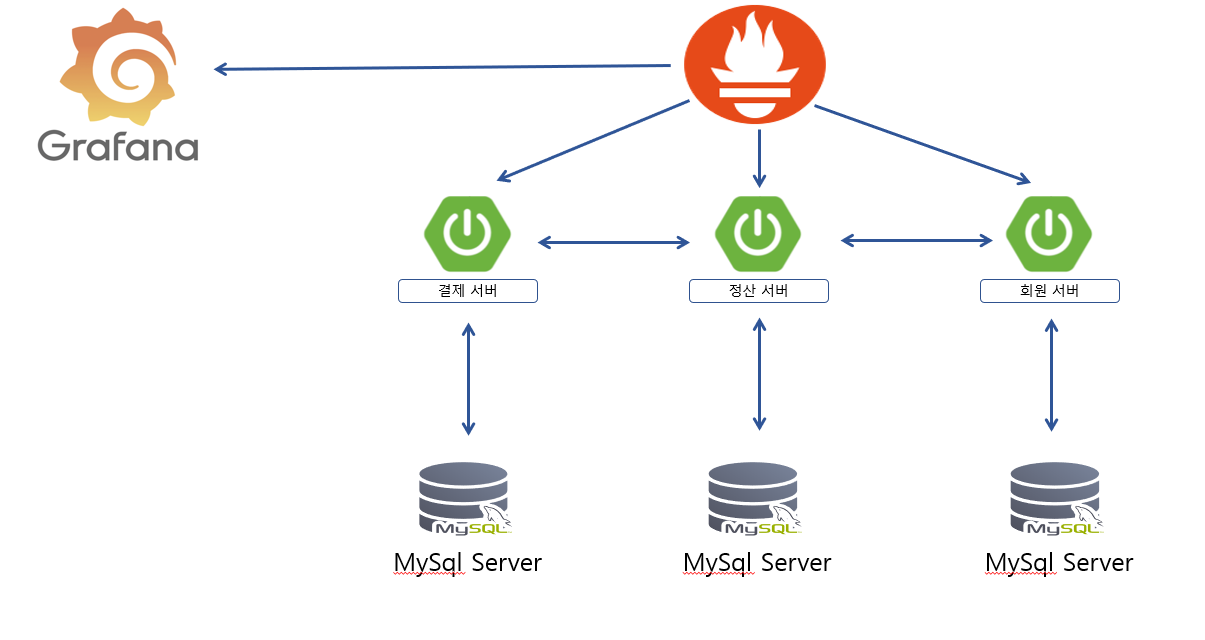 Grafana
결제 서버
정산 서버
회원 서버
MySQL
MySQL
MySQL
MySql Server
MySql Server
MySql Server